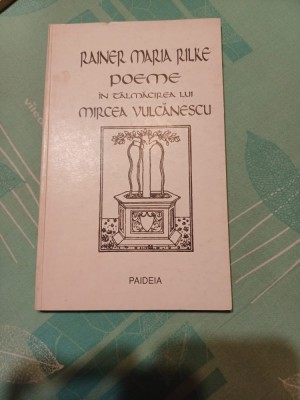 RAINER MARIA RILKE
POEME
ÎN TĂLMĂCIREA LUI
MIRCEA VULCĂNESCU
PAIDEIA